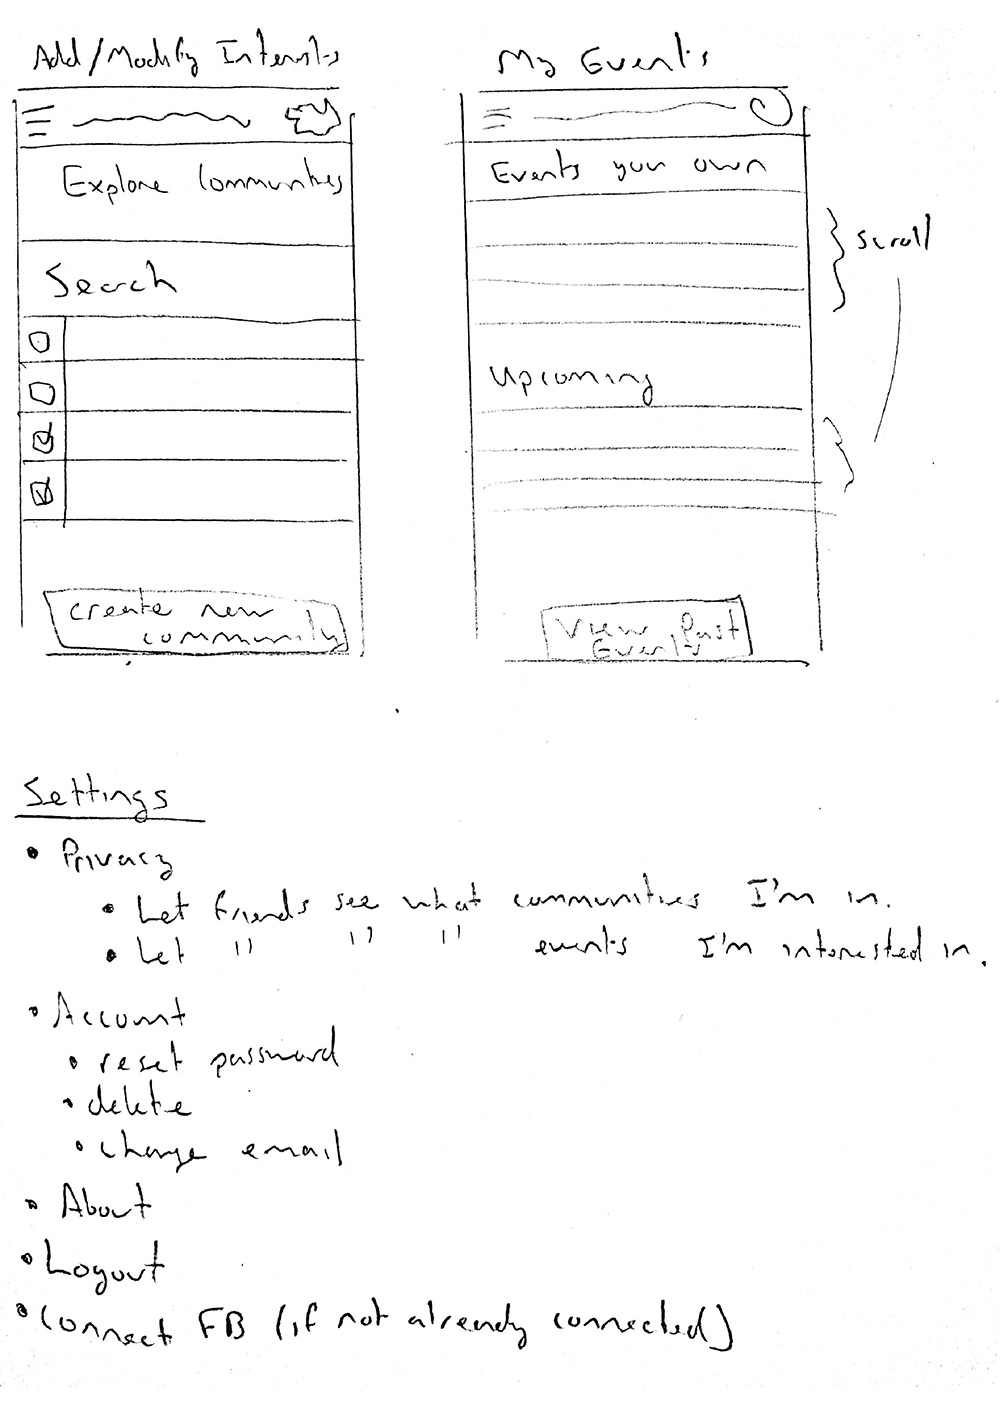 Add/Modify Interests
Explore Communities
Search
create new
community
My Events
Events you own
scroll
Upcoming
View Past
Events
Settings
• Privacy
• Let friends see what communities I'm in.
• Let " " " events I'm interested in.
• Account
• reset password
• delete
• change email
• About
• Logout
• Connect FB (if not already connected)